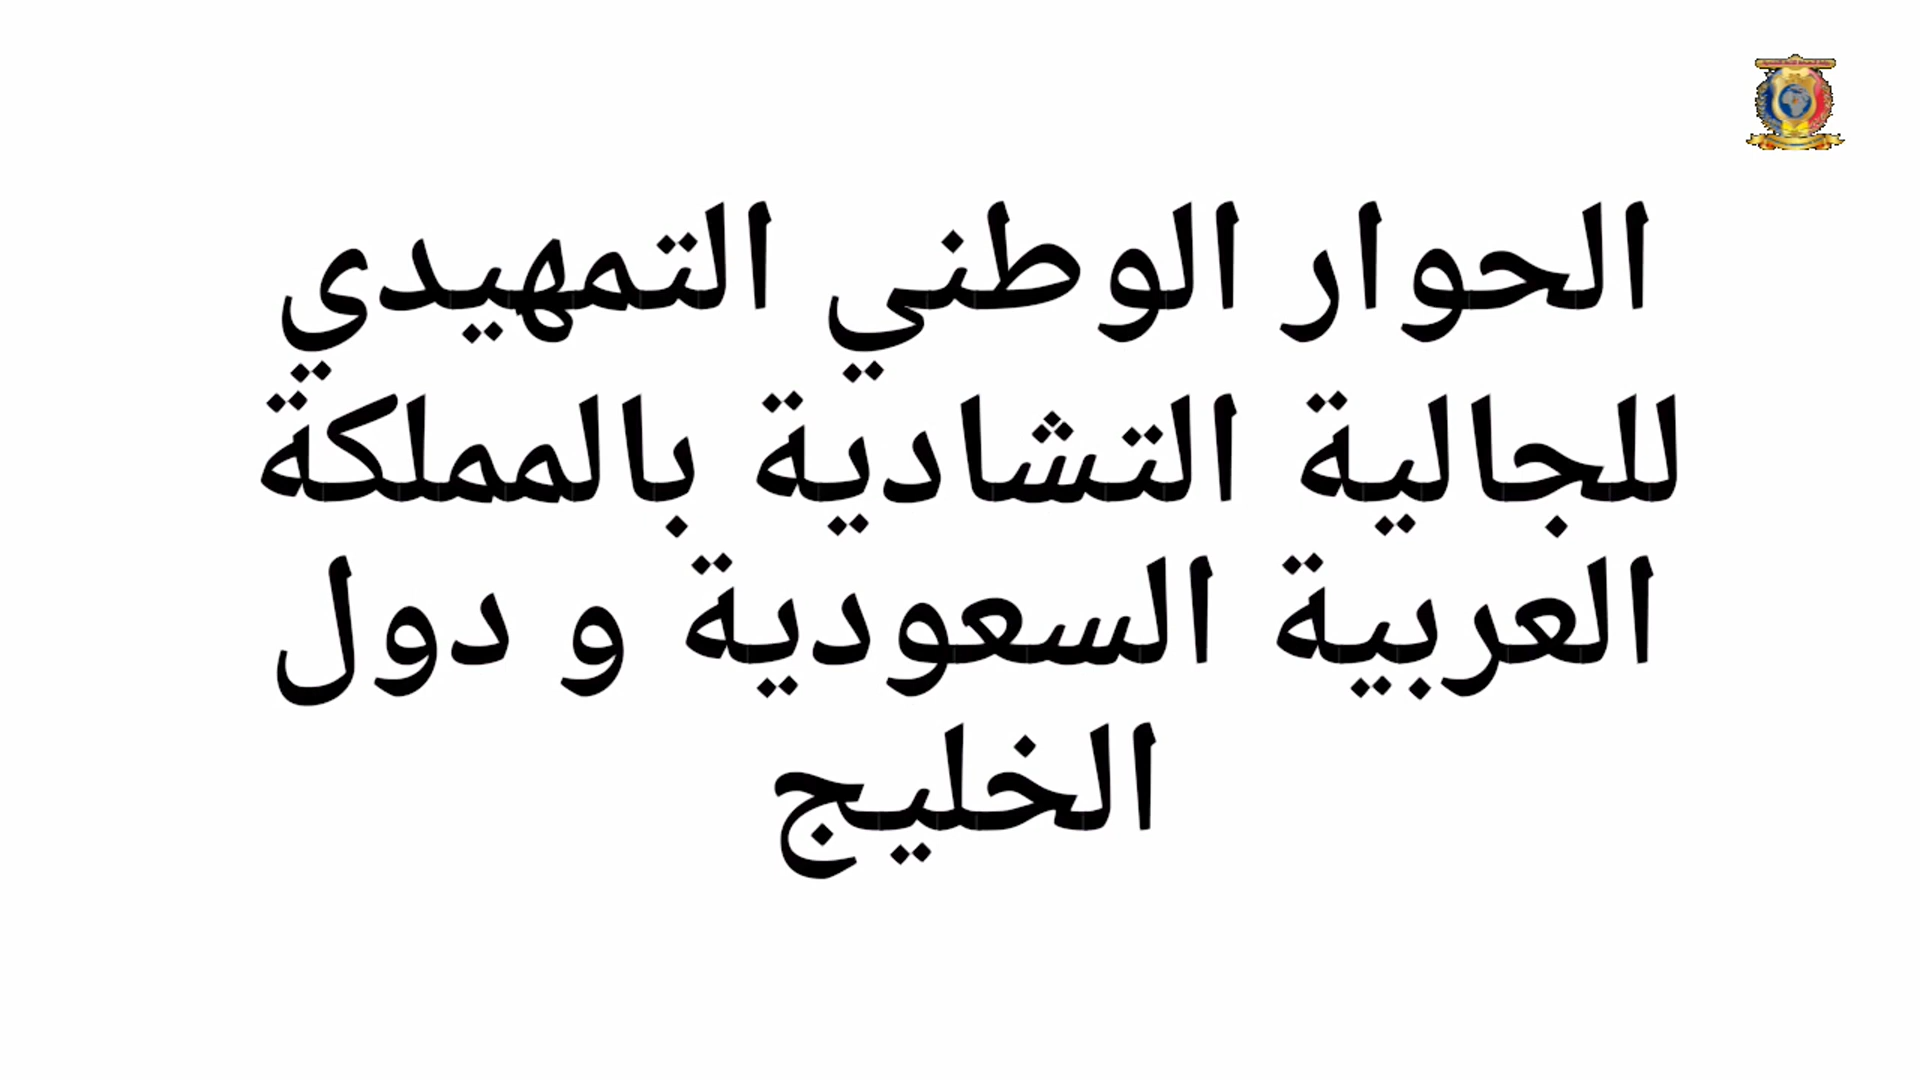 الحوار الوطني التمهيدي
للجالية التشادية بالمملكة
العربية السعودية و دول
الخليج